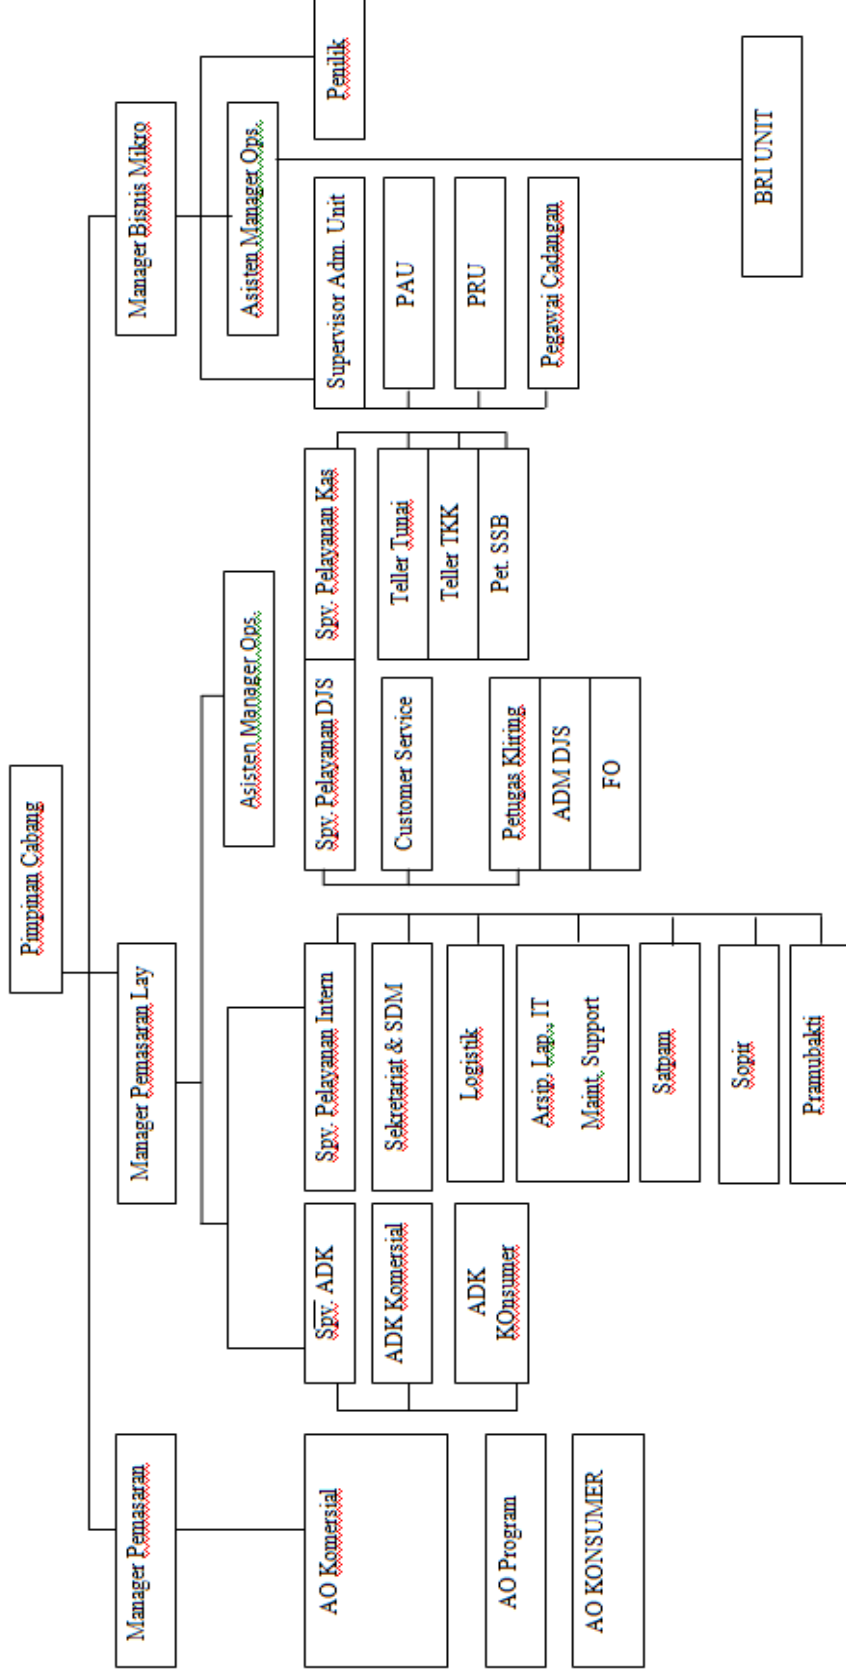 Pimpinan Cabang
Manager Pemasaran
Manager Pemasaran Lay
Manager Bisnis Mikro
Asisten Manager Ops.
Asisten Manager Ops.
AO Komersial
AO Program
AO KONSUMER
Spv. ADK
ADK Komersial
ADK
KOnsumer
Spv. Pelayanan Intern
Sekretariat & SDM
Logistik
Arsip. Lap., IT
Maint. Support
Satpam
Sopir
Pramubakti
Spv. Pelayanan DJS
Customer Service
Petugas Kliring
ADM DJS
FO
Spv. Pelayanan Kas
Teller Tunai
Teller TKK
Pet. SSB
Supervisor Adm. Unit
PAU
PRU
Pegawai Cadangan
Penilik
BRI UNIT